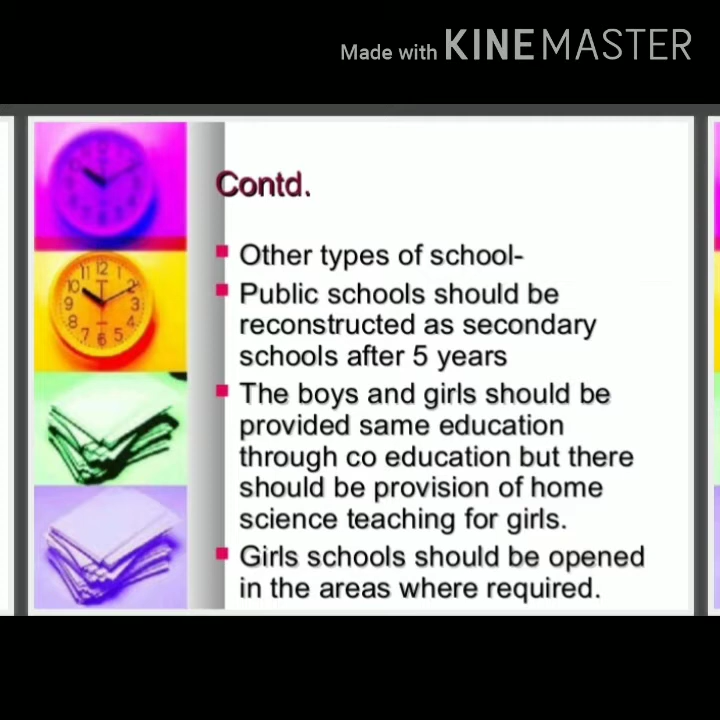 Made with KINEMASTER
Contd.
Other types of school-
Public schools should be
reconstructed as secondary
schools after 5 years
The boys and girls should be
provided same education
through co education but there
should be provision of home
science teaching for girls.
Girls schools should be opened
in the areas where required.